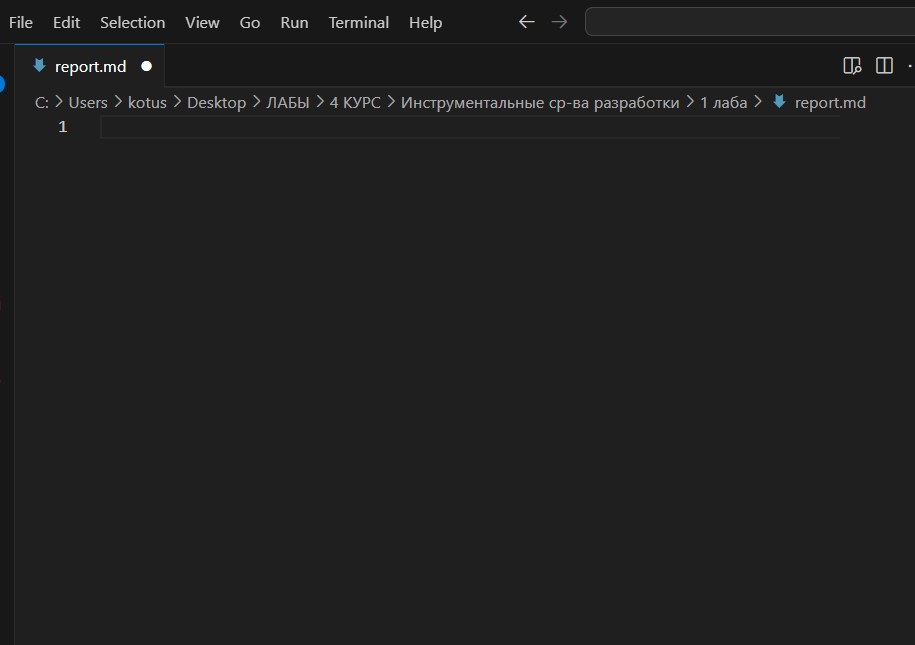 File Edit Selection View Go Run Terminal Help
report.md
C: > Users > kotus > Desktop > ЛАБЫ > 4 КУРС > Инструментальные ср-ва разработки > 1 лаба > report.md
1